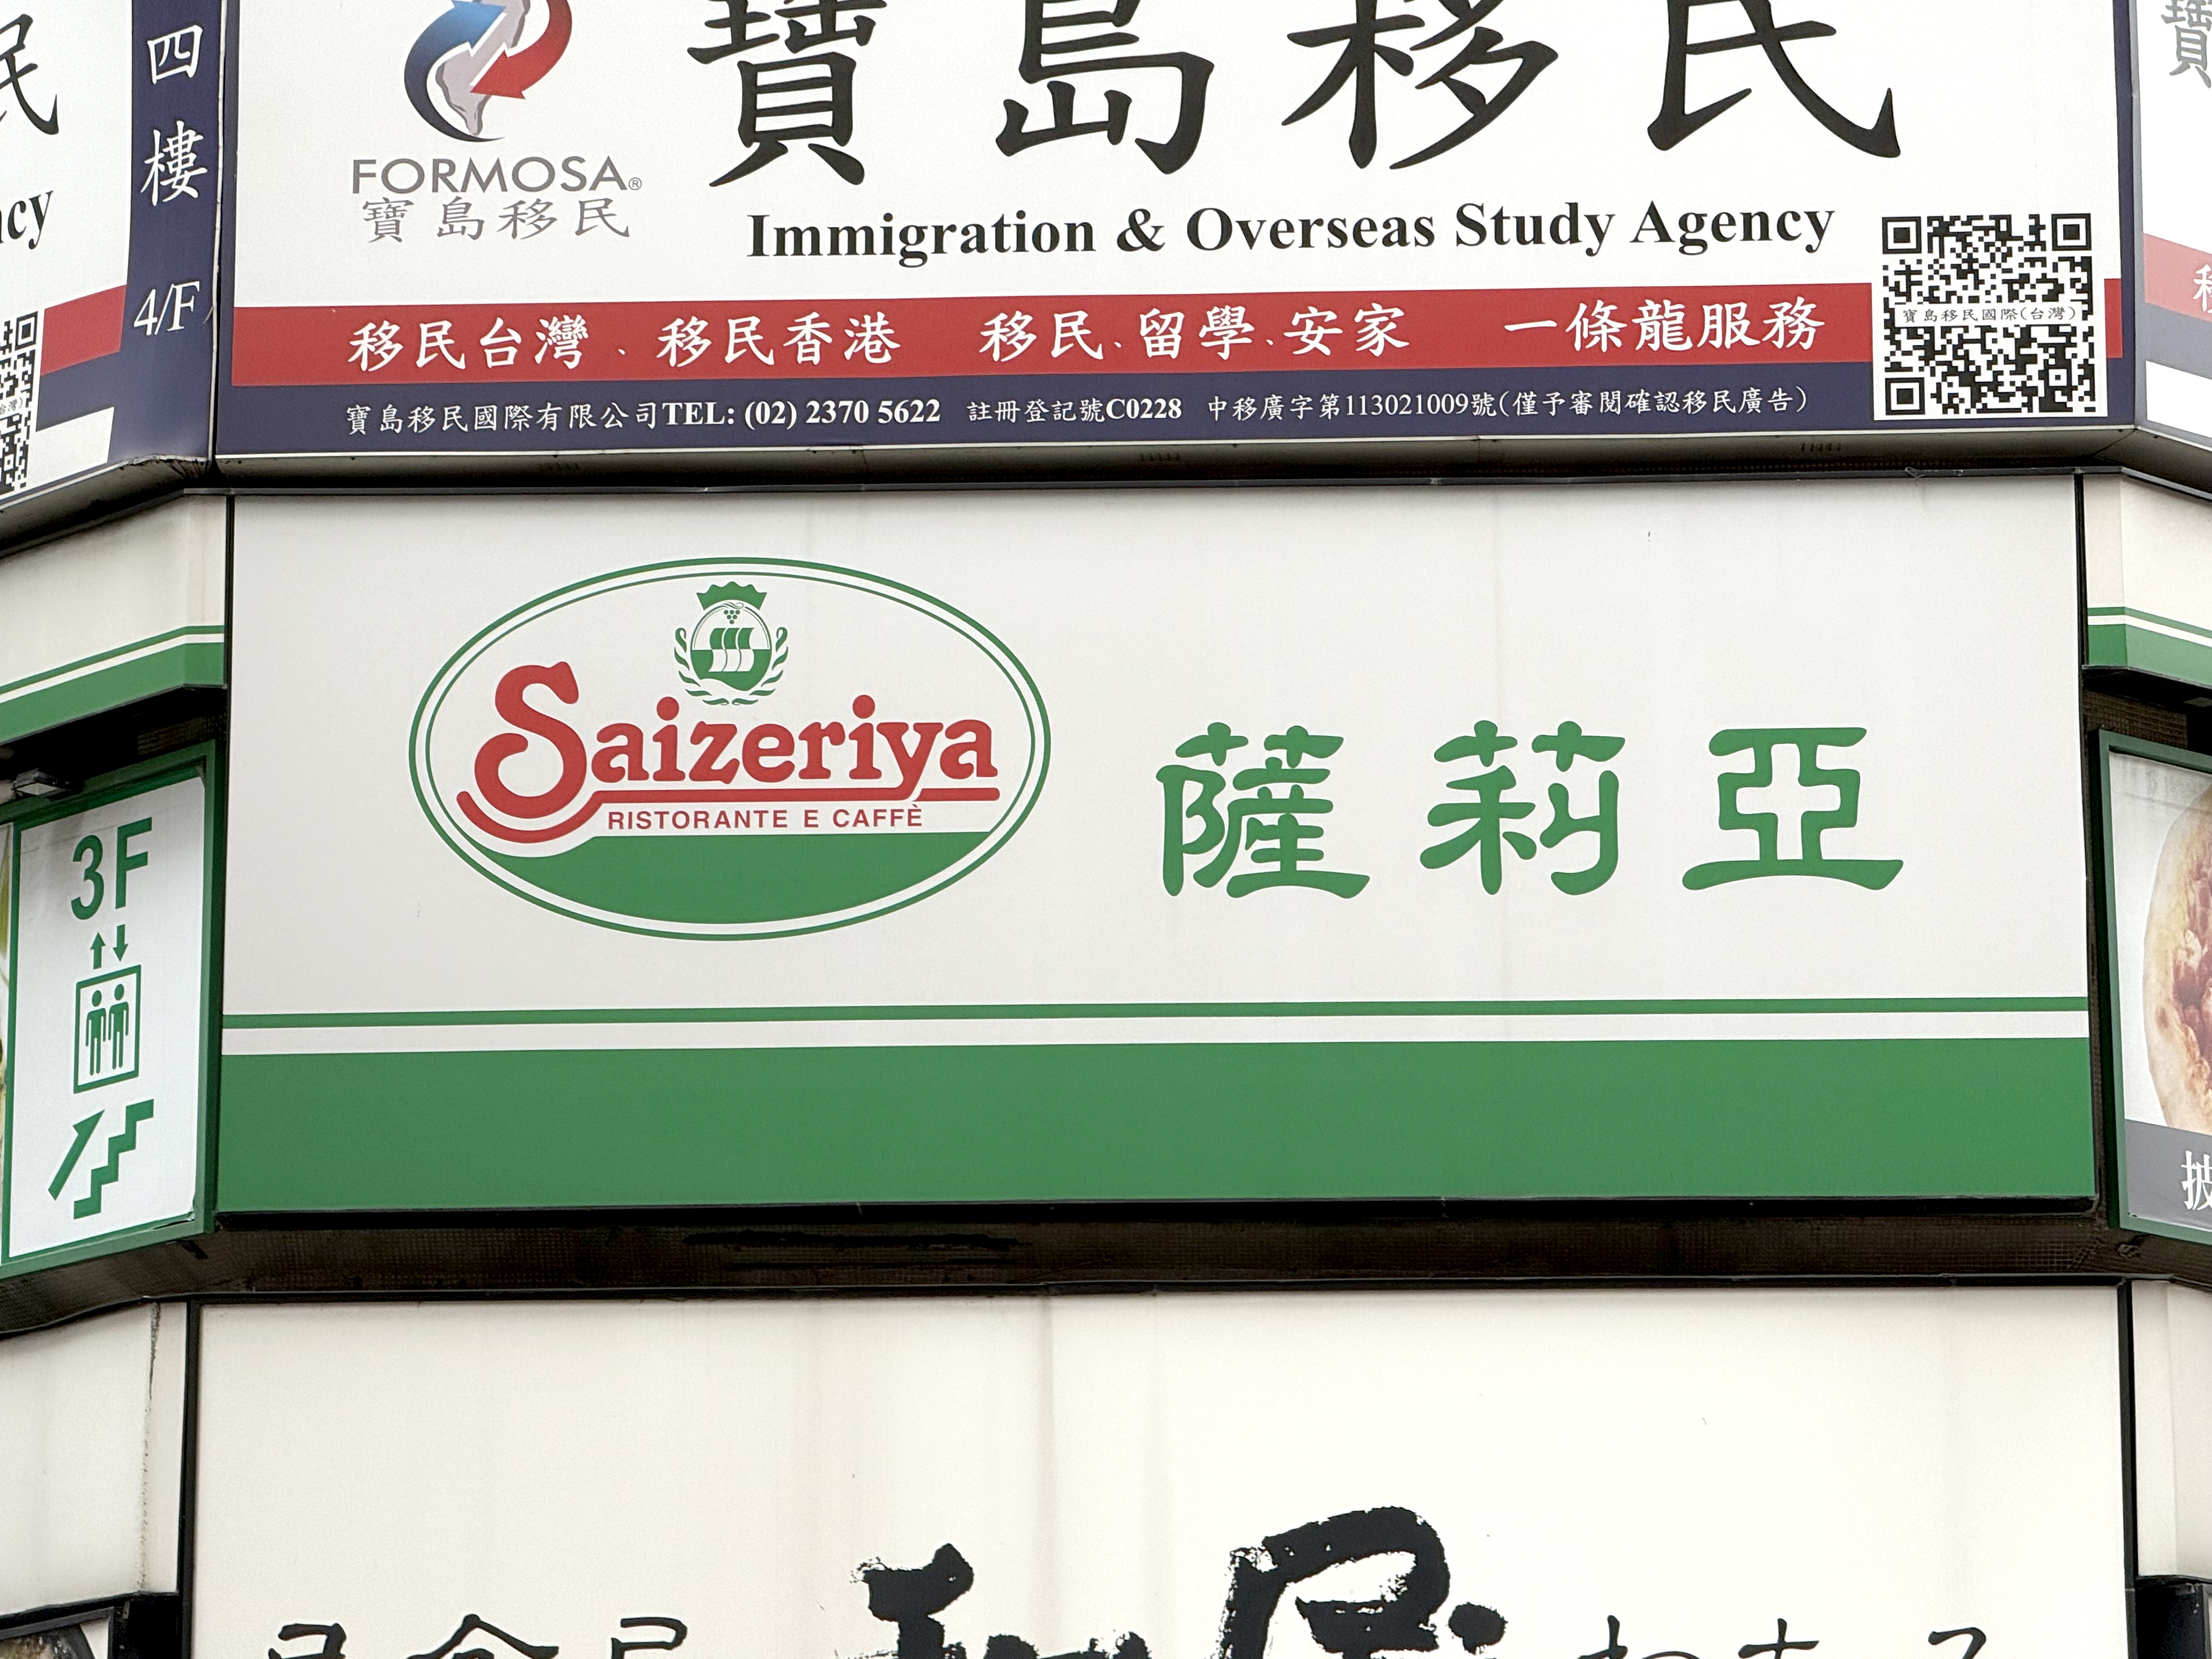 四樓
4/F
寶島移民
FORMOSA®
寶島移民
Immigration & Overseas Study Agency
移民台灣、移民香港 移民、留學、安家 一條龍服務
寶島移民國際(台灣)
寶島移民國際有限公司TEL: (02) 2370 5622 註冊登記號C0228 中移廣字第113021009號(僅予審閱確認移民廣告)
Saizeriya
RISTORANTE E CAFFÈ
薩莉亞
3F
披